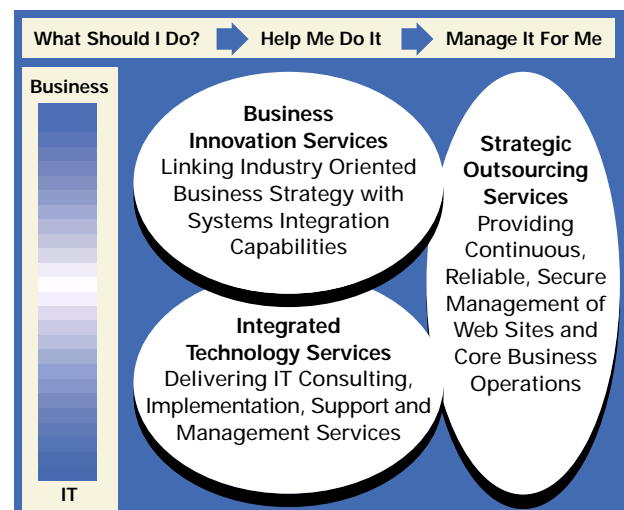 What Should I Do? Help Me Do It Manage It For Me
Business
Business
Innovation Services
Linking Industry Oriented
Business Strategy with
Systems Integration
Capabilities
Integrated
Technology Services
Delivering IT Consulting,
Implementation, Support and
Management Services
Strategic
Outsourcing
Services
Providing
Continuous,
Reliable, Secure
Management of
Web Sites and
Core Business
Operations
IT